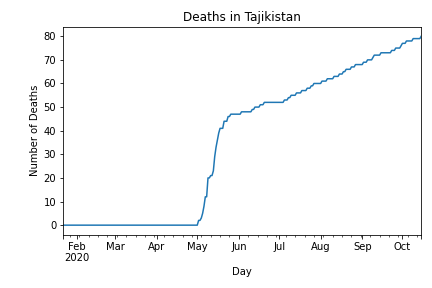 Deaths in Tajikistan
Number of Deaths
80
70
60
50
40
30
20
10
0
Feb Mar Apr May Jun Jul Aug Sep Oct
2020
Day